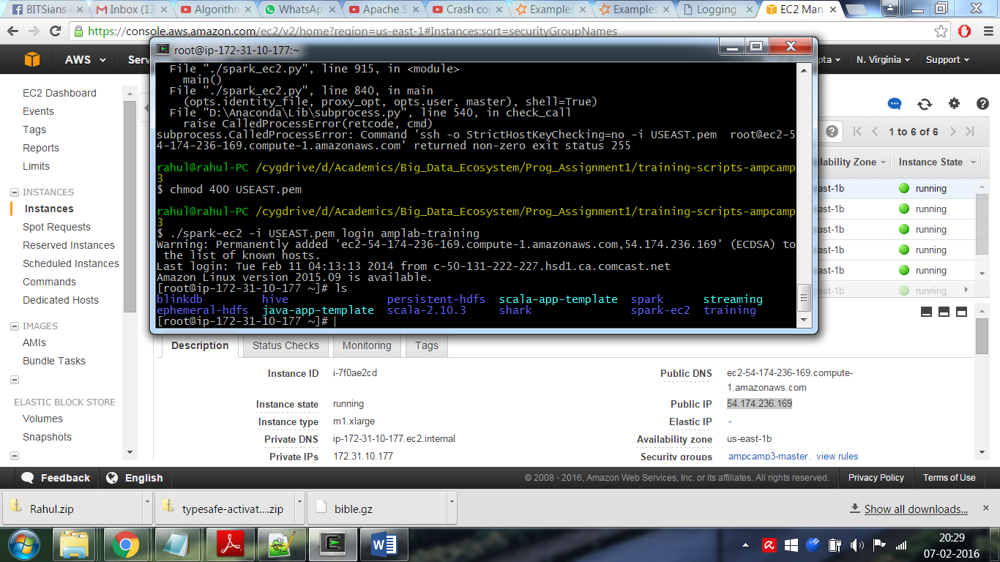 BITSians
Inbox (13
Algorithm
WhatsAp
Apache S
Crash cou
Examples
Examples
Logging
EC2 Man
https://console.aws.amazon.com/ec2/v2/home?region=us-east-1#Instances:sort=securityGroupNames
AWS
Serv
pta
N. Virginia
Support
root@ip-172-31-10-177:~
File "./spark_ec2.py", line 915, in <module>
main()
File "./spark_ec2.py", line 840, in main
(opts.identity_file, proxy_opt, opts.user, master), shell=True)
File "D:\Anaconda\Lib\subprocess.py", line 540, in check_call
raise CalledProcessError(retcode, cmd)
subprocess.CalledProcessError: Command 'ssh -o StrictHostKeyChecking=no -i USEAST.pem  root@ec2-5
4-174-236-169.compute-1.amazonaws.com' returned non-zero exit status 255
rahul@rahul-PC /cygdrive/d/Academics/Big_Data_Ecosystem/Prog_Assignment1/training-scripts-ampcamp
3
$ chmod 400 USEAST.pem
rahul@rahul-PC /cygdrive/d/Academics/Big_Data_Ecosystem/Prog_Assignment1/training-scripts-ampcamp
3
$ ./spark-ec2 -i USEAST.pem login amplab-training
Warning: Permanently added 'ec2-54-174-236-169.compute-1.amazonaws.com,54.174.236.169' (ECDSA) to
the list of known hosts.
Last login: Tue Feb 11 04:13:13 2014 from c-50-131-222-227.hsd1.ca.comcast.net
Amazon Linux version 2015.09 is available.
[root@ip-172-31-10-177 ~]# ls
blinkdb hive persistent-hdfs scala-app-template spark streaming
ephemeral-hdfs java-app-template scala-2.10.3 shark spark-ec2 training
[root@ip-172-31-10-177 ~]#
EC2 Dashboard
Events
Tags
Reports
Limits
INSTANCES
Instances
Spot Requests
Reserved Instances
Scheduled Instances
Commands
Dedicated Hosts
IMAGES
AMIs
Bundle Tasks
ELASTIC BLOCK STORE
Volumes
Snapshots
1 to 6 of 6
ilability Zone Instance State
east-1b running
east-1b running
east-1b running
east-1b running
east-1b running
east-1b running
Description Status Checks Monitoring Tags
Instance ID i-7f0ae2cd
Instance state running
Instance type m1.xlarge
Private DNS ip-172-31-10-177.ec2.internal
Private IPs 172.31.10.177
Public DNS ec2-54-174-236-169.compute-
1.amazonaws.com
Public IP 54.174.236.169
Elastic IP -
Availability zone us-east-1b
Security groups ampcamp3-master. view rules
Feedback English
© 2008 - 2016, Amazon Web Services, Inc. or its affiliates. All rights reserved. Privacy Policy Terms of Use
Rahul.zip
typesafe-activat....zip
bible.gz
Show all downloads...
20:29
07-02-2016